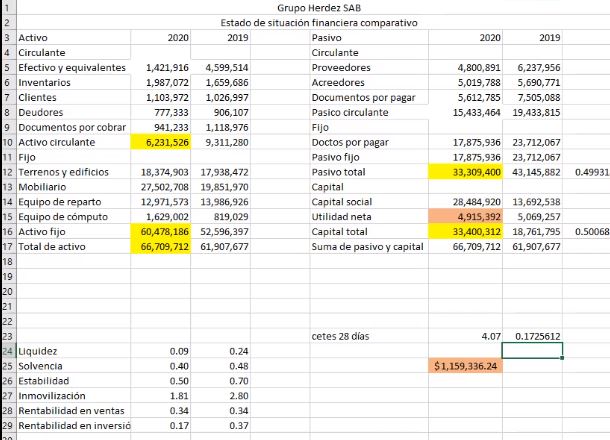 1 Grupo Herdez SAB
2 Estado de situación financiera comparativo
3 Activo 2020 2019 Pasivo 2020 2019
4 Circulante Circulante
5 Efectivo y equivalentes 1,421,916 4,599,514 Proveedores 4,800,891 6,237,956
6 Inventarios 1,987,072 1,659,686 Acreedores 5,019,788 5,690,771
7 Clientes 1,103,972 1,026,997 Documentos por pagar 5,612,785 7,505,088
8 Deudores 777,333 906,107 Pasico circulante 15,433,464 19,433,815
9 Documentos por cobrar 941,233 1,118,976 Fijo
10 Activo circulante 6,231,526 9,311,280 Doctos por pagar 17,875,936 23,712,067
11 Fijo Pasivo fijo 17,875,936 23,712,067
12 Terrenos y edificios 18,374,903 17,938,472 Pasivo total 33,309,400 43,145,882 0.49931
13 Mobiliario 27,502,708 19,851,970 Capital
14 Equipo de reparto 12,971,573 13,986,926 Capital social 28,484,920 13,692,538
15 Equipo de cómputo 1,629,002 819,029 Utilidad neta 4,915,392 5,069,257
16 Activo fijo 60,478,186 52,596,397 Capital total 33,400,312 18,761,795 0.50068
17 Total de activo 66,709,712 61,907,677 Suma de pasivo y capital 66,709,712 61,907,677
18
19
20
21
22
23 cetes 28 días 4.07 0.1725612
24 Liquidez 0.09 0.24
25 Solvencia 0.40 0.48 $1,159,336.24
26 Estabilidad 0.50 0.70
27 Inmovilización 1.81 2.80
28 Rentabilidad en ventas 0.34 0.34
29 Rentabilidad en inversió 0.17 0.37